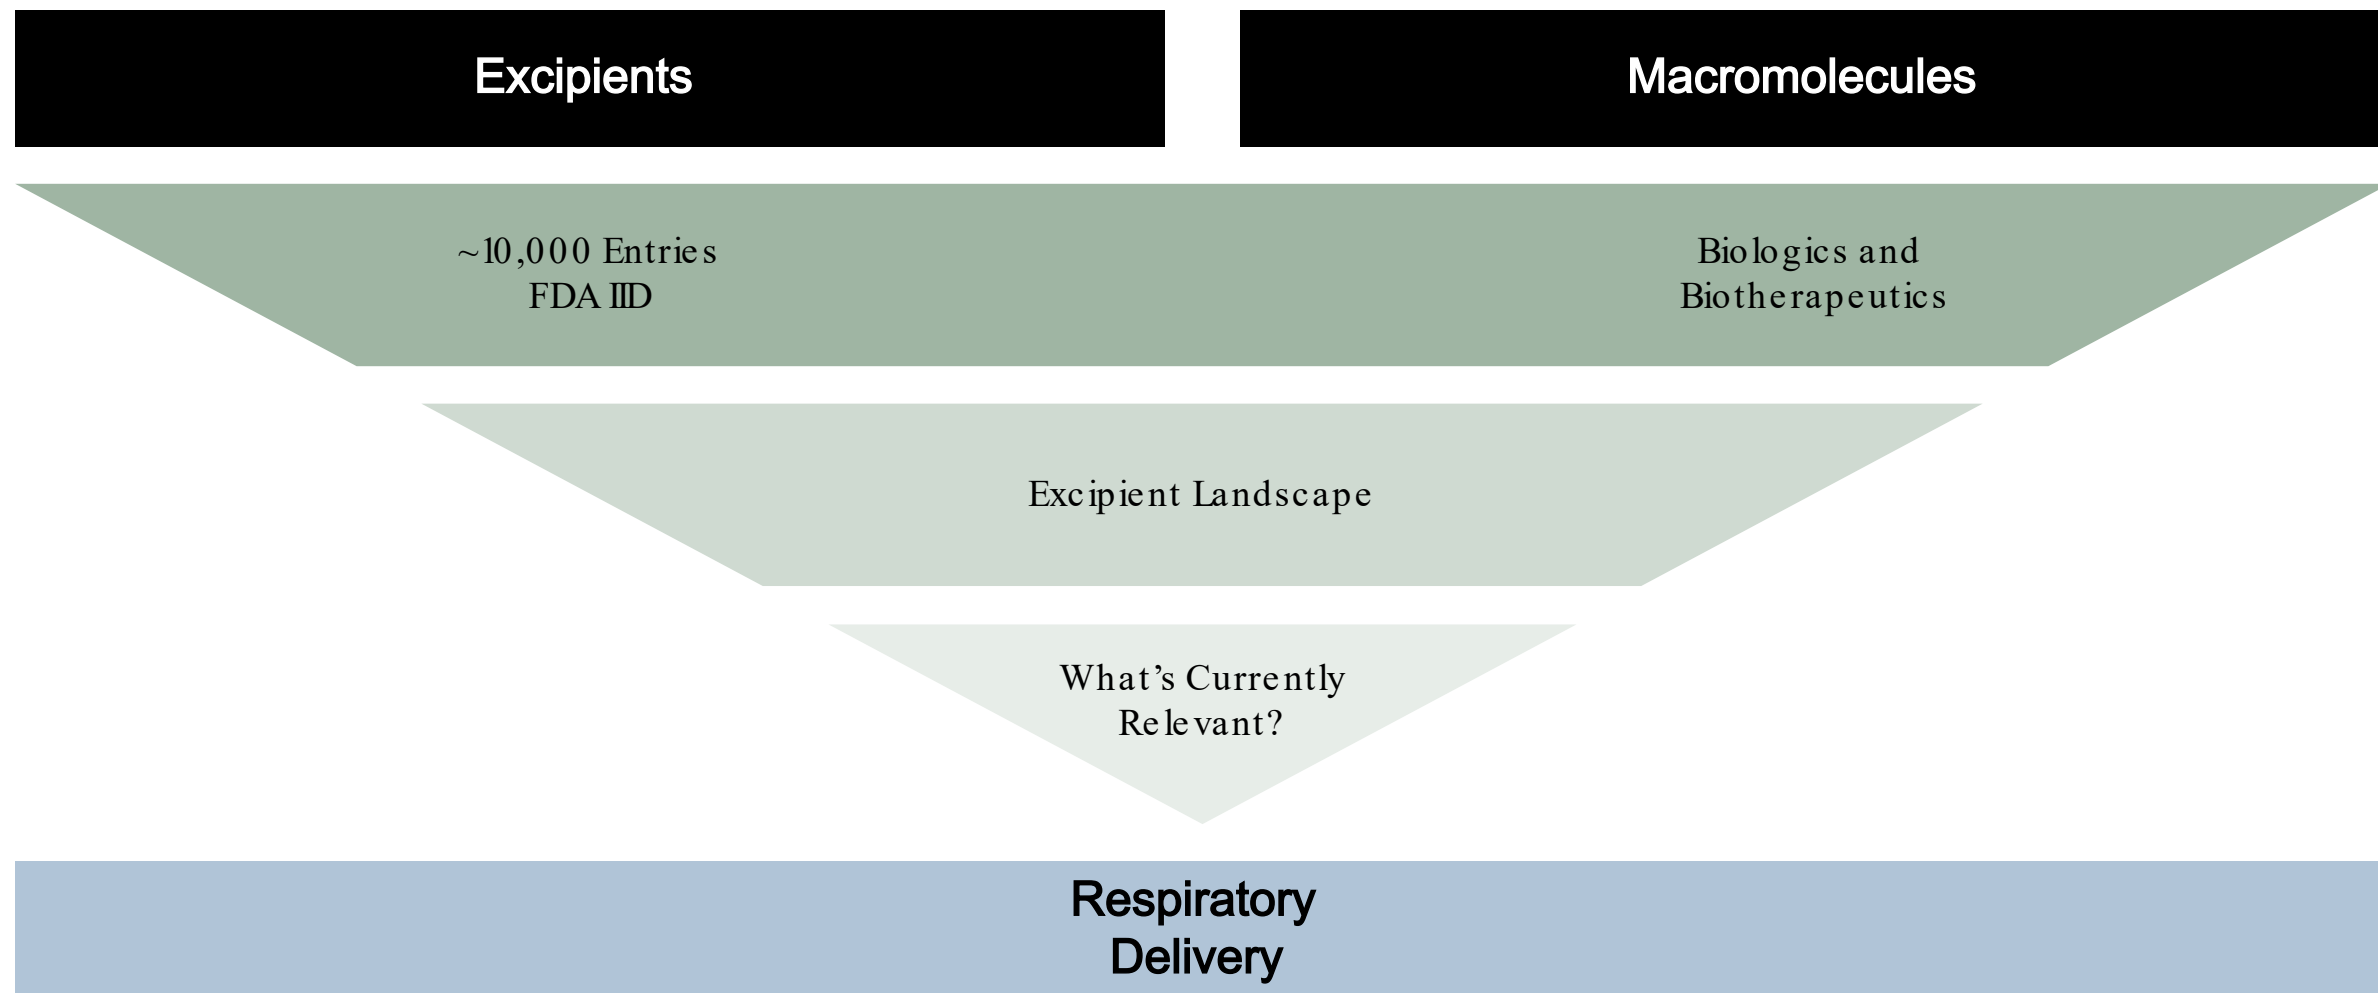 Excipients
Macromolecules
~10,000 Entries
FDA IID
Biologics and
Biotherapeutics
Excipient Landscape
What’s Currently
Relevant?
Respiratory
Delivery